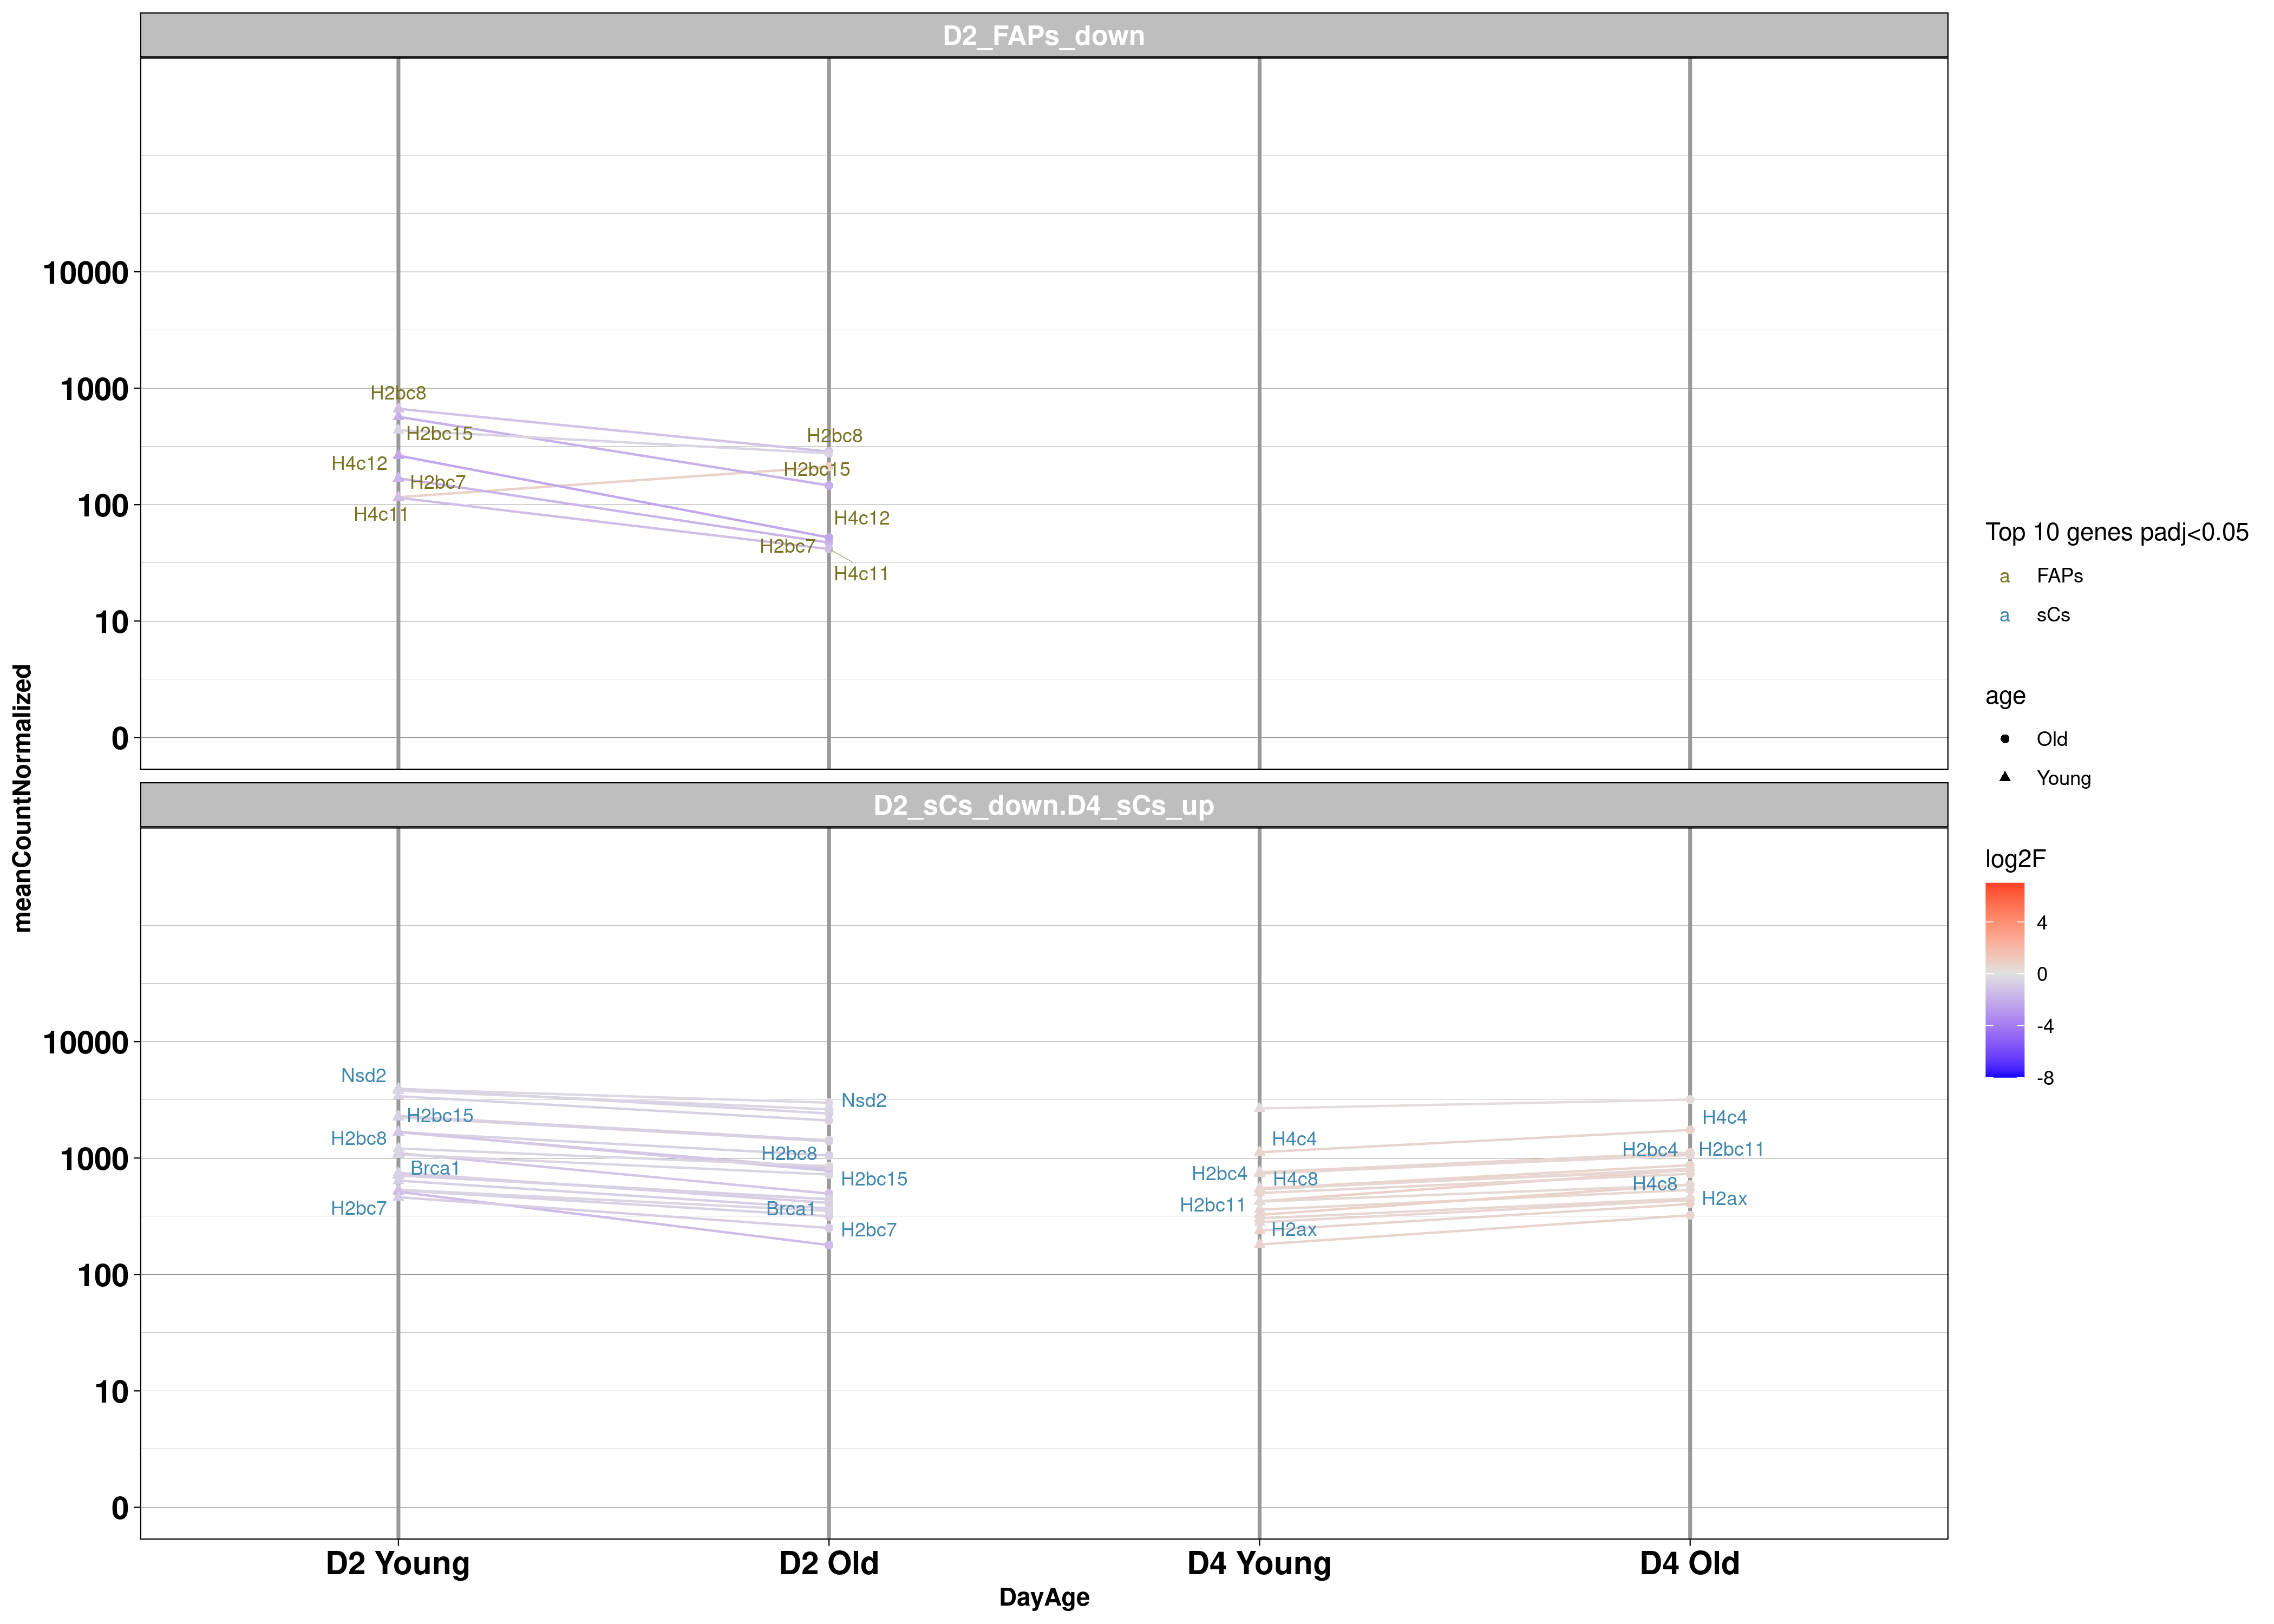 D2_FAPs_down
10000
1000
100
10
0
H2bc8
H2bc15
H4c12
H2bc7
H4c11
H2bc8
H2bc15
H4c12
H2bc7
H4c11
meanCountNormalized
D2_sCs_down.D4_sCs_up
10000
1000
100
10
0
Nsd2
H2bc15
H2bc8
Brca1
H2bc7
Nsd2
H2bc8
H2bc15
Brca1
H2bc7
H4c4
H2bc4
H4c8
H2bc11
H2ax
H4c4
H2bc4
H2bc11
H4c8
H2ax
D2 Young
D2 Old
D4 Young
D4 Old
DayAge
Top 10 genes padj<0.05
a FAPs
a sCs
age
Old
Young
log2F
4
0
-4
-8